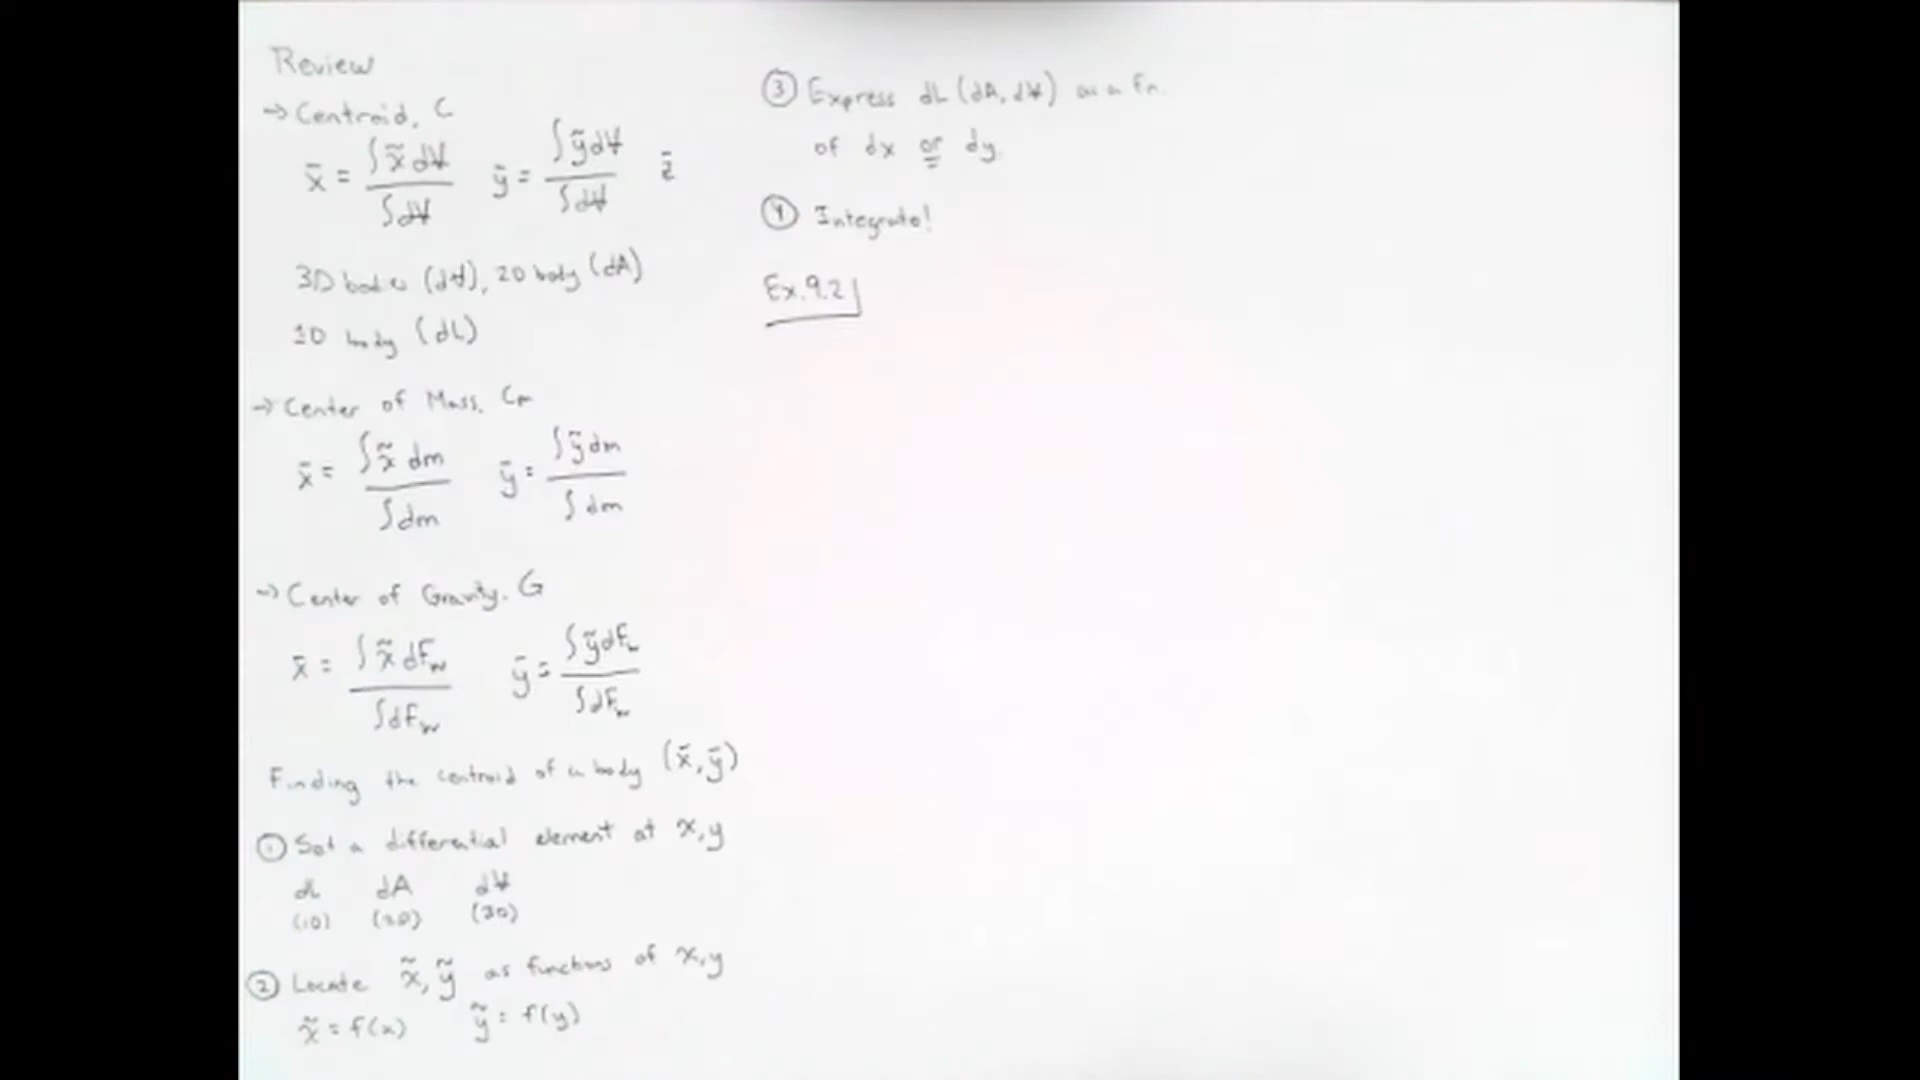 Review
→ Centroid, C
x̄ = ∫x̃ dV / ∫dV   ȳ = ∫ỹ dV / ∫dV   z̄
3D bodies (dV), 2D body (dA)
1D body (dL)
→ Center of Mass, Cm
x̄ = ∫x̃ dm / ∫dm   ȳ = ∫ỹ dm / ∫dm
→ Center of Gravity, G
x̄ = ∫x̃ dFw / ∫dFw   ȳ = ∫ỹ dFw / ∫dFw
Finding the centroid of a body (x̄, ȳ)
① Set a differential element at x, y
dL dA dV
(1D) (2D) (3D)
② Locate x̃, ỹ as functions of x, y
x̃ = f(x)   ỹ = f(y)
③ Express dL (dA, dV) as a fn.
of dx or dy.
④ Integrate!
Ex. 9.2